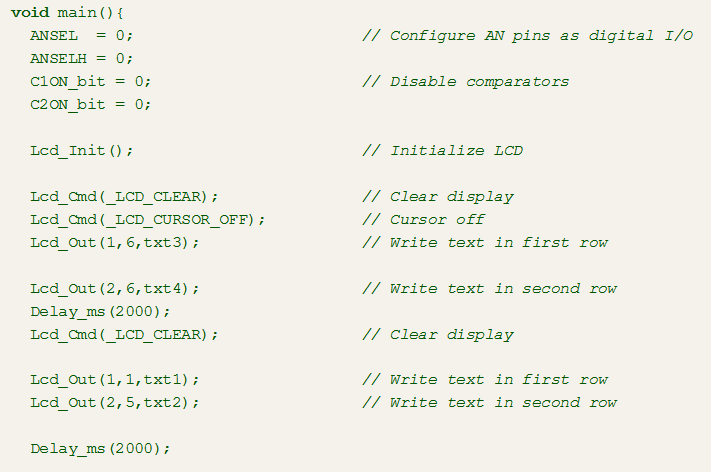 void main(){
ANSEL  = 0;                        // Configure AN pins as digital I/O
ANSELH = 0;
C1ON_bit = 0;                      // Disable comparators
C2ON_bit = 0;
Lcd_Init();                        // Initialize LCD
Lcd_Cmd(_LCD_CLEAR);               // Clear display
Lcd_Cmd(_LCD_CURSOR_OFF);          // Cursor off
Lcd_Out(1,6,txt3);                 // Write text in first row
Lcd_Out(2,6,txt4);                 // Write text in second row
Delay_ms(2000);
Lcd_Cmd(_LCD_CLEAR);               // Clear display
Lcd_Out(1,1,txt1);                 // Write text in first row
Lcd_Out(2,5,txt2);                 // Write text in second row
Delay_ms(2000);